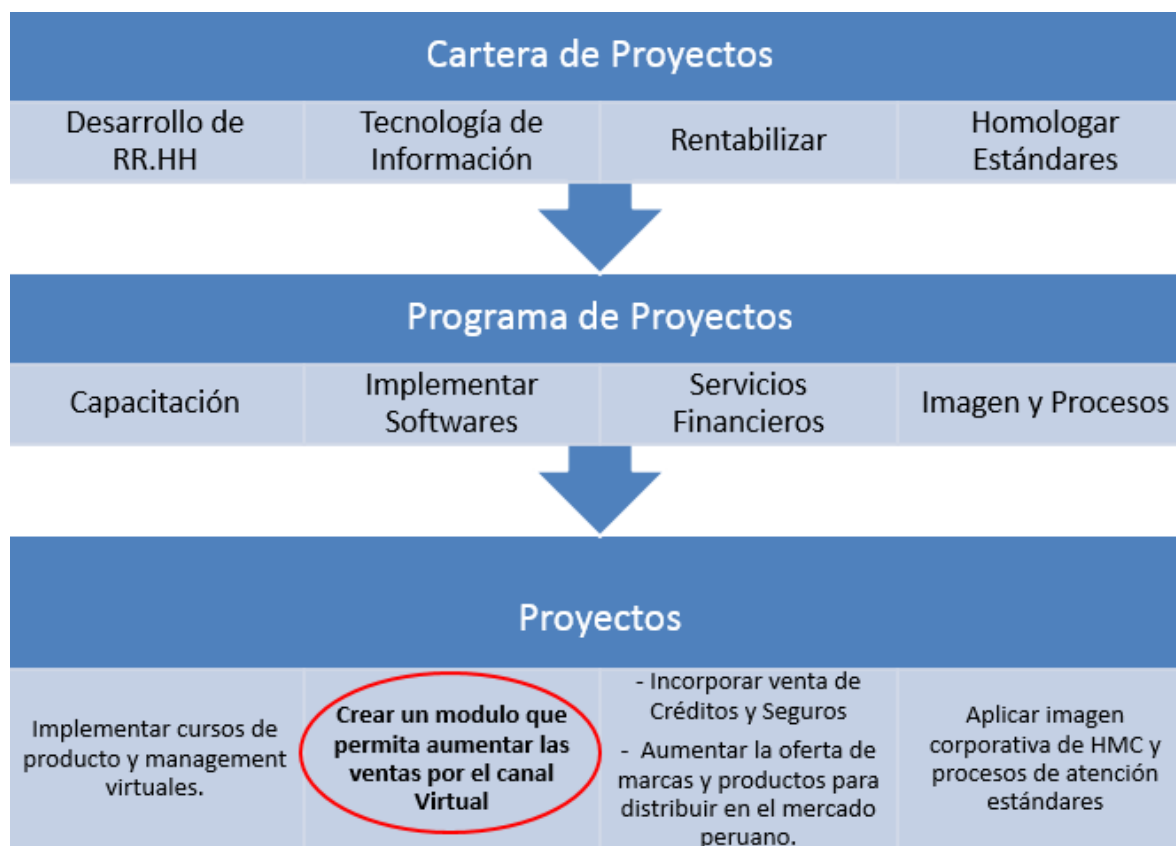 Cartera de Proyectos
Desarrollo de
RR.HH
Tecnología de
Información
Rentabilizar
Homologar
Estándares
Programa de Proyectos
Capacitación
Implementar
Softwares
Servicios
Financieros
Imagen y Procesos
Proyectos
Implementar cursos de
producto y management
virtuales.
Crear un modulo que
permita aumentar las
ventas por el canal
Virtual
- Incorporar venta de
Créditos y Seguros
- Aumentar la oferta de
marcas y productos para
distribuir en el mercado
peruano.
Aplicar imagen
corporativa de HMC y
procesos de atención
estándares